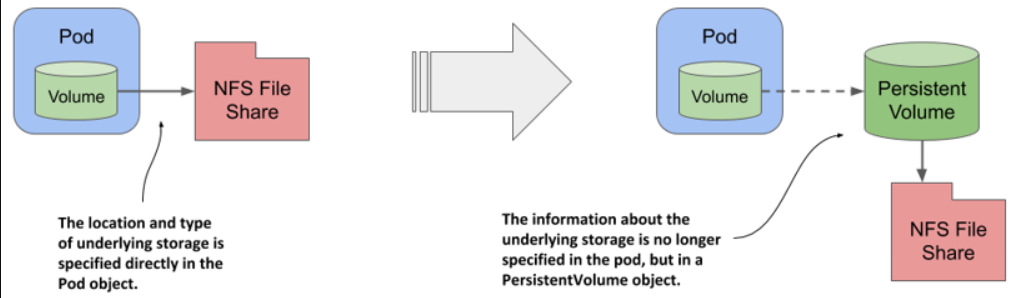 Pod
Volume
NFS File
Share
The location and type
of underlying storage is
specified directly in the
Pod object.
Pod
Volume
Persistent
Volume
The information about the
underlying storage is no longer
specified in the pod, but in a
PersistentVolume object.
NFS File
Share